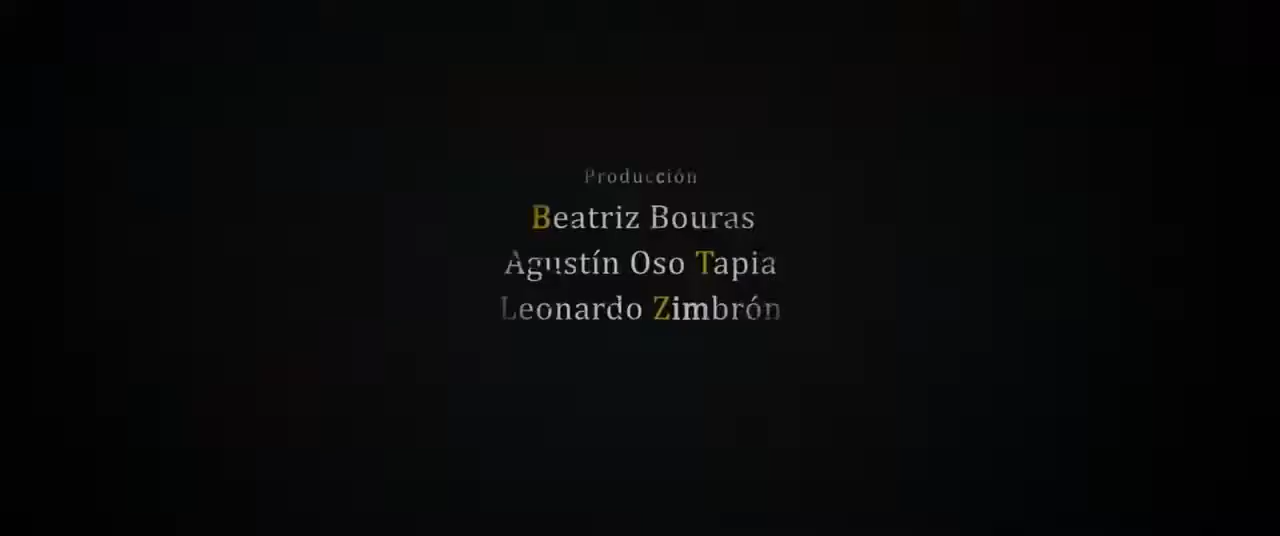 Producción
Beatriz Bouras
Agustín Oso Tapia
Leonardo Zimbrón